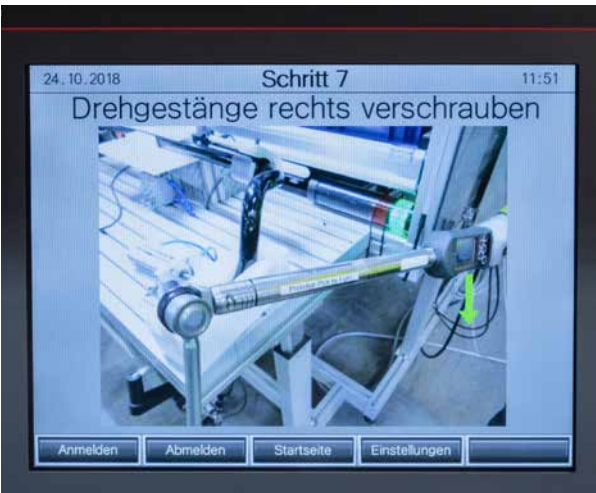 24.10.2018 Schritt 7 11:51
Drehgestänge rechts verschrauben
Anmelden Abmelden Startseite Einstellungen